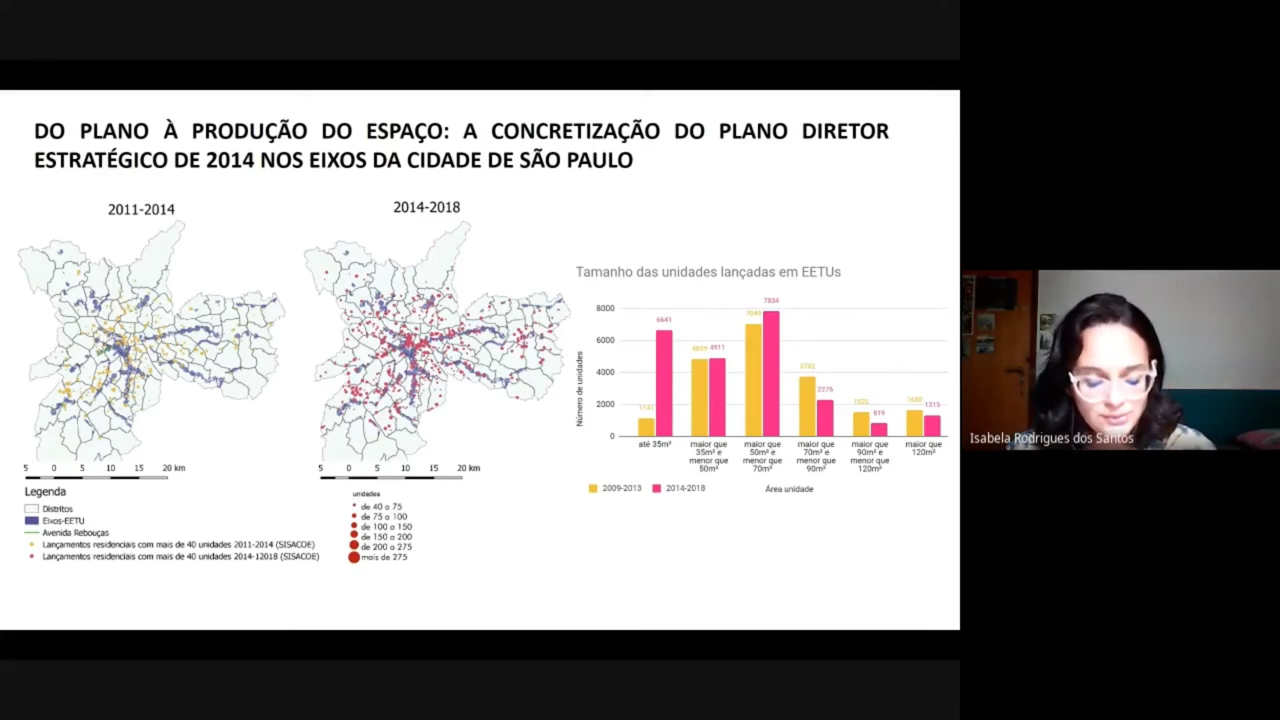 DO PLANO À PRODUÇÃO DO ESPAÇO: A CONCRETIZAÇÃO DO PLANO DIRETOR
ESTRATÉGICO DE 2014 NOS EIXOS DA CIDADE DE SÃO PAULO
2011-2014
2014-2018
5 0 5 10 15 20 km
5 0 5 10 15 20 km
Legenda
Distritos
Eixos-EETU
Avenida Rebouças
Lançamentos residenciais com mais de 40 unidades 2011-2014 (SISACOE)
Lançamentos residenciais com mais de 40 unidades 2014-12018 (SISACOE)
unidades
de 40 a 75
de 75 a 100
de 100 a 150
de 150 a 200
de 200 a 275
mais de 275
Tamanho das unidades lançadas em EETUs
Número de unidades
8000
6000
4000
2000
0
1141
6641
4911
7834
3742
2275
819
1315
até 35m²
maior que
35m² e
menor que
50m²
maior que
50m² e
menor que
70m²
maior que
70m² e
menor que
90m²
maior que
90m² e
menor que
120m²
maior que
120m²
2009-2013
2014-2018
Área unidade
Isabela Rodrigues dos Santos